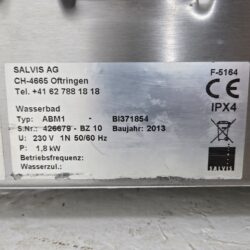 SALVIS AG
CH-4665 Oftringen
Tel. +41 62 788 18 18
F-5164
CE
IPX4
Wasserbad
Typ: ABM1 - BI371854
S.Nr.: 426679 - BZ 10 Baujahr: 2013
U: 230 V 1N 50/60 Hz
P: 1,8 kW
Betriebsfrequenz:
Wasserzul.:
SALVIS